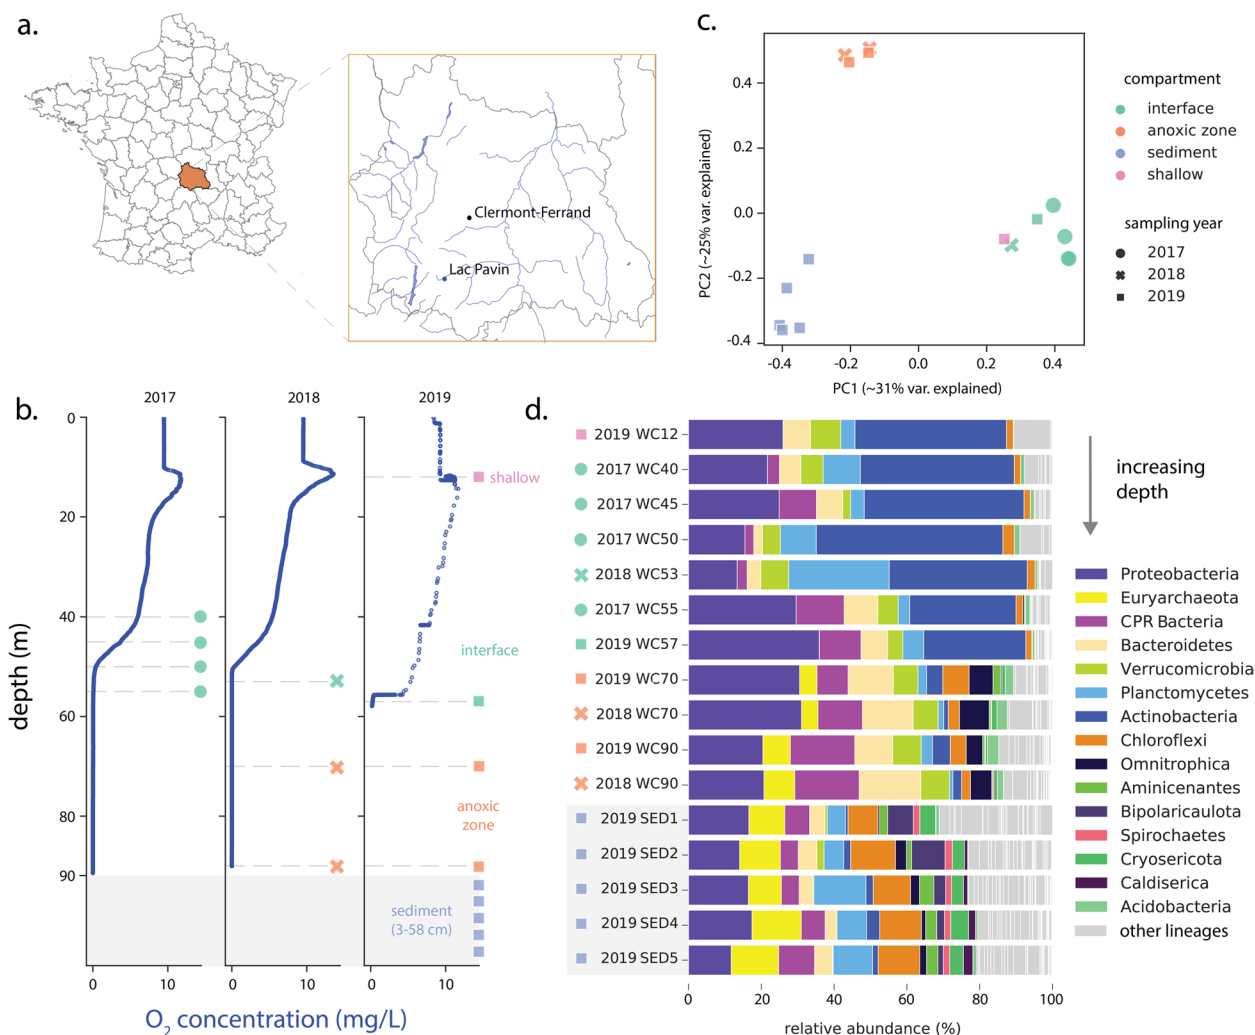 a.
Clermont-Ferrand
Lac Pavin
c.
0.4
0.2
0.0
-0.2
-0.4
-0.4
-0.2
0.0
0.2
0.4
PC2 (~25% var. explained)
PC1 (~31% var. explained)
compartment
interface
anoxic zone
sediment
shallow
sampling year
2017
2018
2019
b.
2017
2018
2019
0
20
40
60
80
90
depth (m)
shallow
interface
anoxic
zone
sediment
(3-58 cm)
0
10
0
10
0
10
O2 concentration (mg/L)
d.
2019 WC12
2017 WC40
2017 WC45
2017 WC50
2018 WC53
2017 WC55
2019 WC57
2019 WC70
2018 WC70
2019 WC90
2018 WC90
2019 SED1
2019 SED2
2019 SED3
2019 SED4
2019 SED5
0
20
40
60
80
100
relative abundance (%)
increasing
depth
Proteobacteria
Euryarchaeota
CPR Bacteria
Bacteroidetes
Verrucomicrobia
Planctomycetes
Actinobacteria
Chloroflexi
Omnitrophica
Aminicenantes
Bipolaricaulota
Spirochaetes
Cryosericota
Caldiserica
Acidobacteria
other lineages